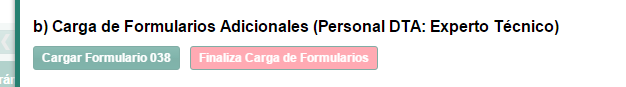 b) Carga de Formularios Adicionales (Personal DTA: Experto Técnico)
Cargar Formulario 038 Finaliza Carga de Formularios